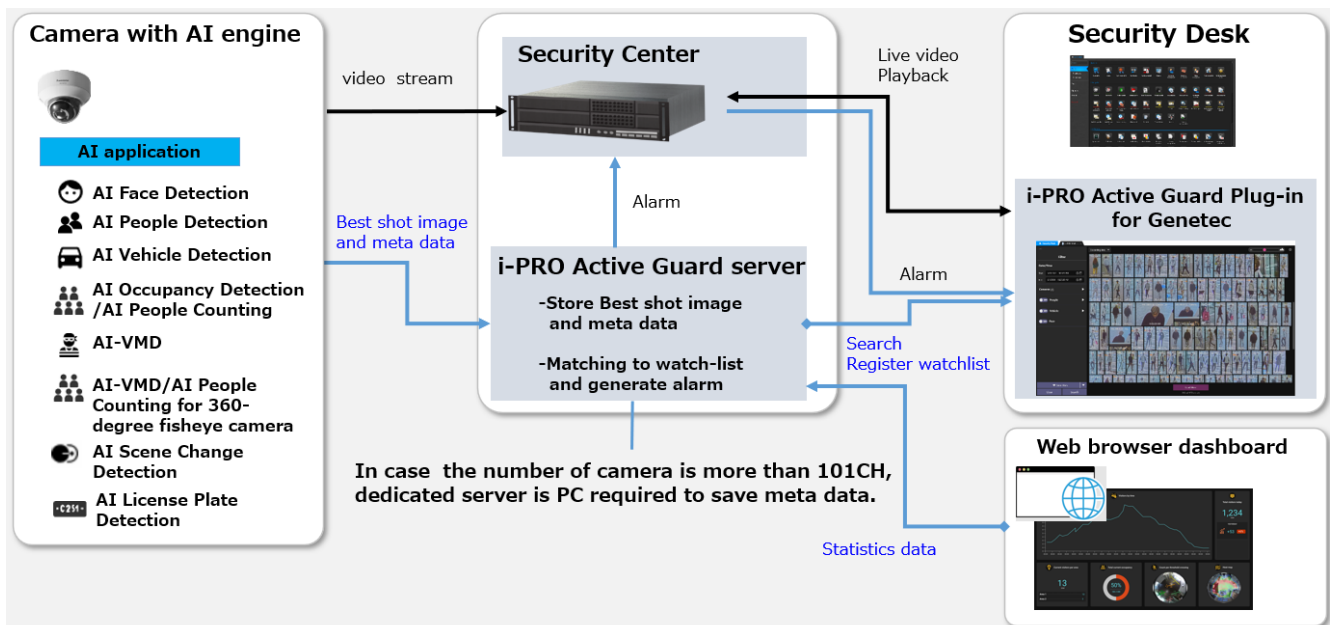 Camera with AI engine
AI application
AI Face Detection
AI People Detection
AI Vehicle Detection
AI Occupancy Detection
/AI People Counting
AI-VMD
AI-VMD/AI People
Counting for 360-
degree fisheye camera
AI Scene Change
Detection
AI License Plate
Detection
video stream
Best shot image
and meta data
Security Center
Alarm
i-PRO Active Guard server
-Store Best shot image
and meta data
-Matching to watch-list
and generate alarm
In case the number of camera is more than 101CH,
dedicated server is PC required to save meta data.
Live video
Playback
Alarm
Search
Register watchlist
Statistics data
Security Desk
i-PRO Active Guard Plug-in
for Genetec
Web browser dashboard
1,234
13
50%